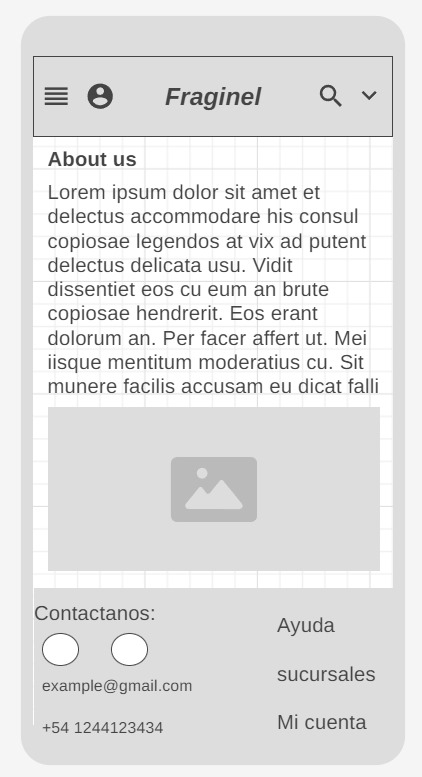 Fraginel
About us
Lorem ipsum dolor sit amet et
delectus accommodare his consul
copiosae legendos at vix ad putent
delectus delicata usu. Vidit
dissentiet eos cu eum an brute
copiosae hendrerit. Eos erant
dolorum an. Per facer affert ut. Mei
iisque mentitum moderatius cu. Sit
munere facilis accusam eu dicat falli
Contactanos:
example@gmail.com
+54 1244123434
Ayuda
sucursales
Mi cuenta